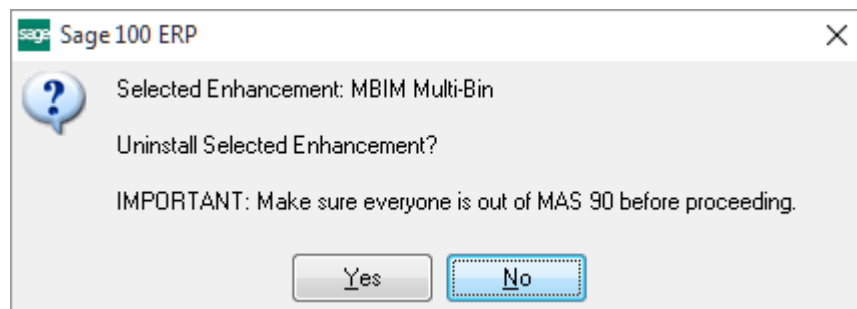 sage Sage 100 ERP
Selected Enhancement: MBIM Multi-Bin
Uninstall Selected Enhancement?
IMPORTANT: Make sure everyone is out of MAS 90 before proceeding.
Yes No